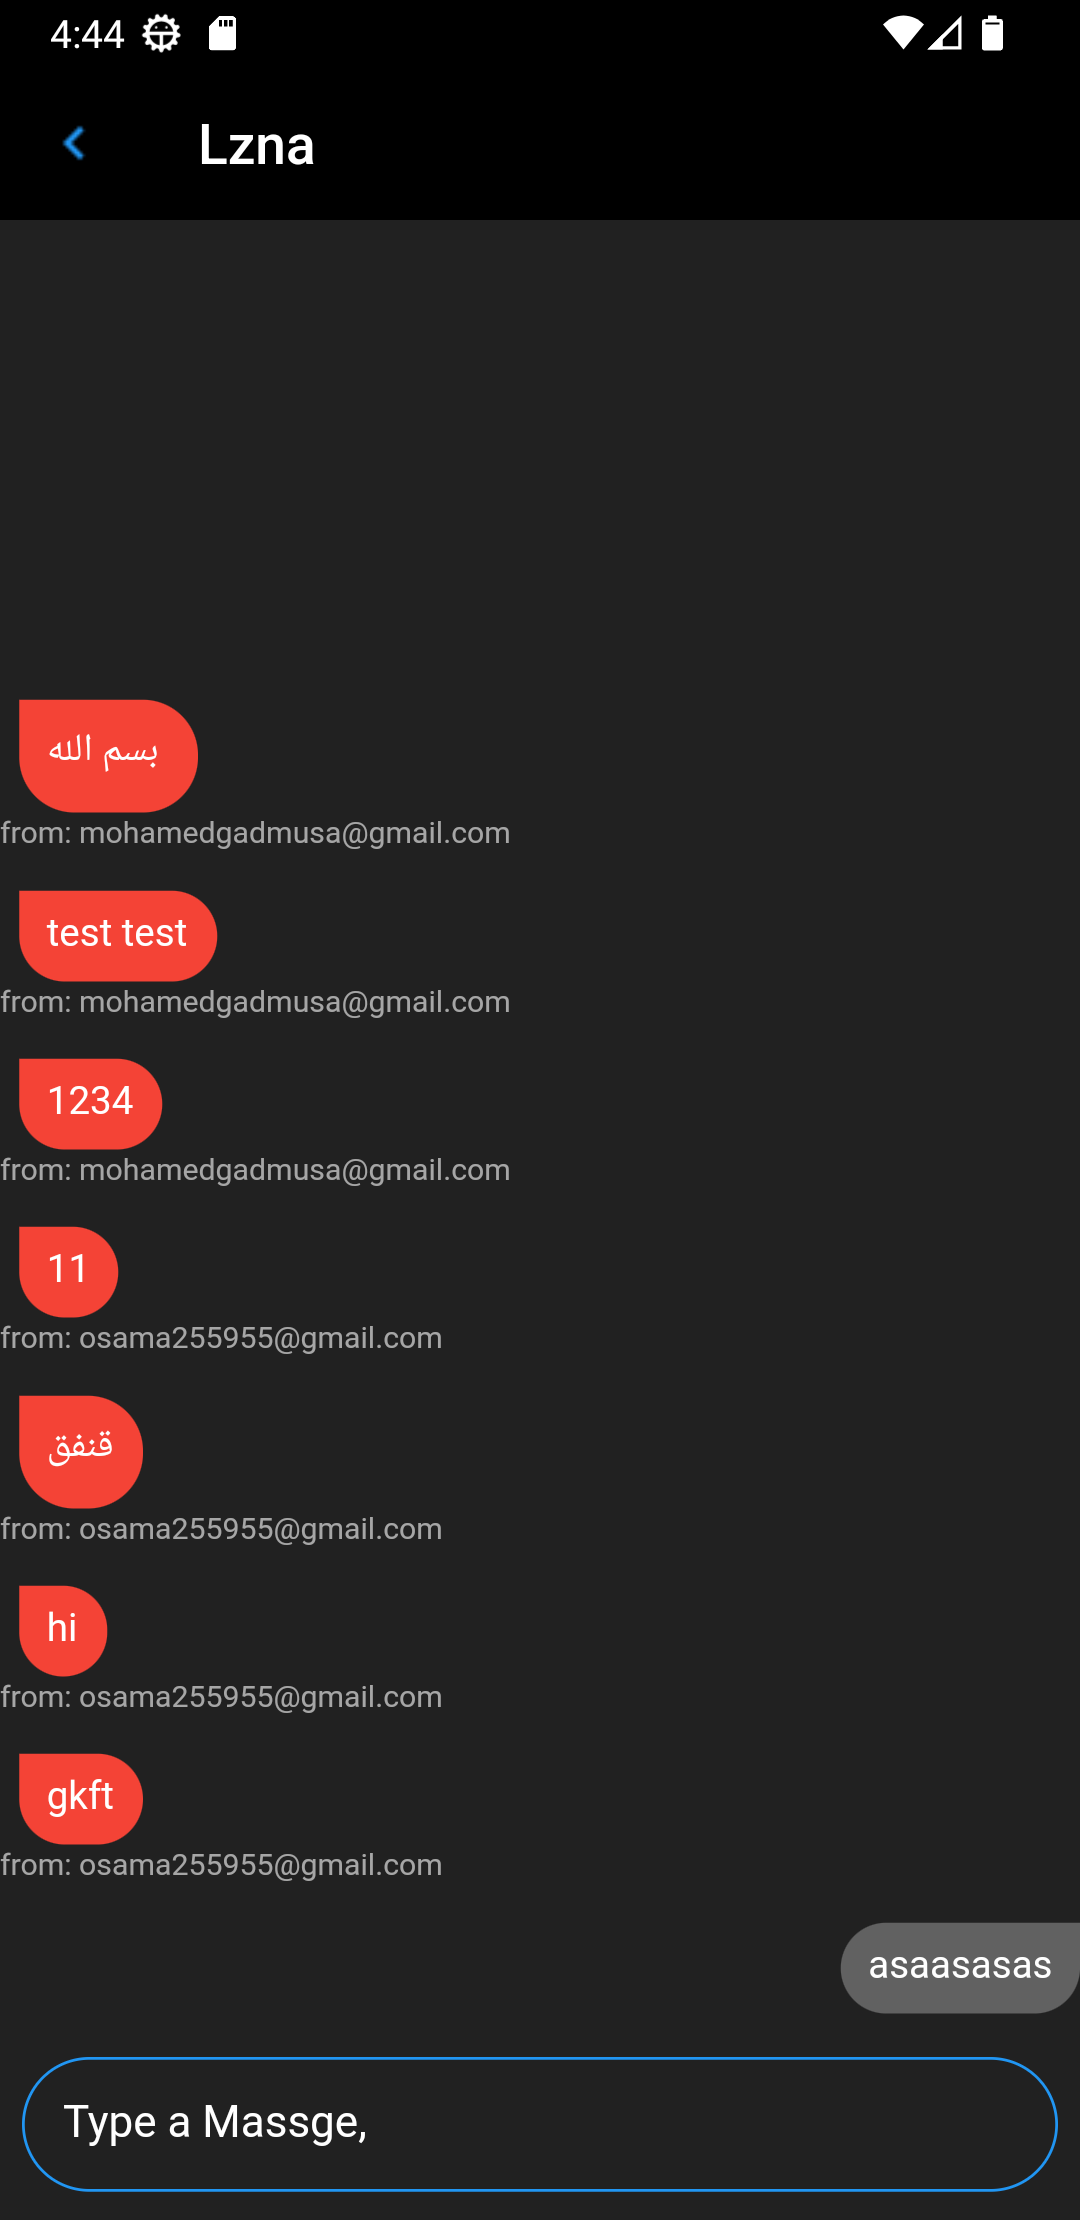 4:44
Lzna
بسم الله
from: mohamedgadmusa@gmail.com
test test
from: mohamedgadmusa@gmail.com
1234
from: mohamedgadmusa@gmail.com
11
from: osama255955@gmail.com
قنفق
from: osama255955@gmail.com
hi
from: osama255955@gmail.com
gkft
from: osama255955@gmail.com
asaasasas
Type a Massge,